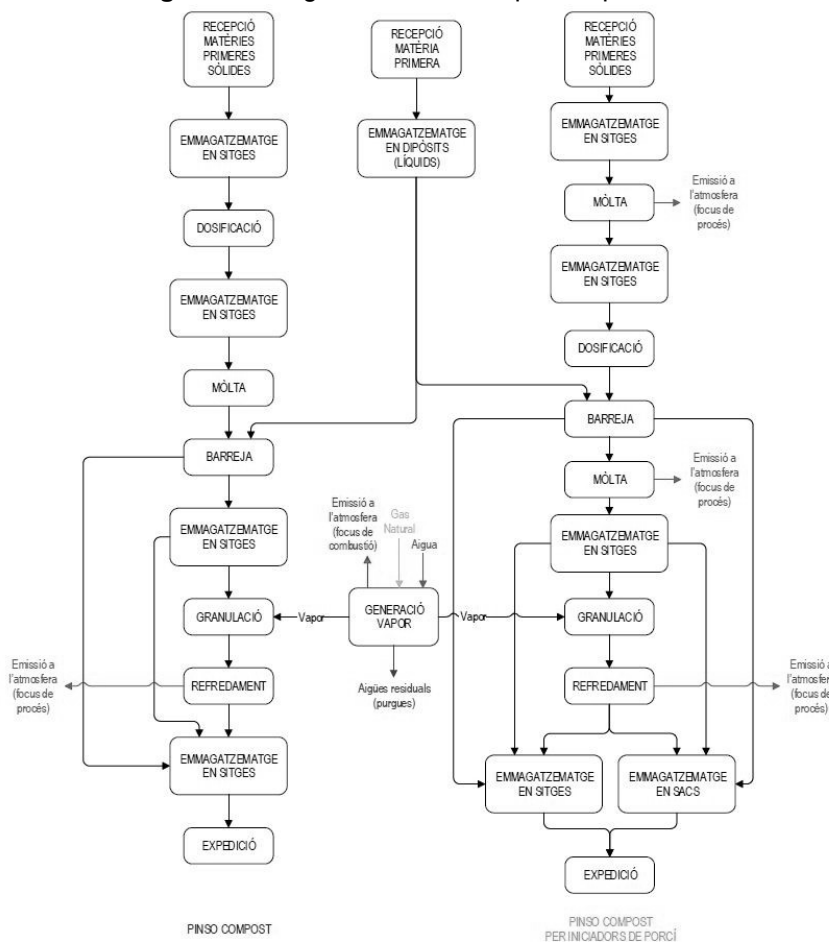 RECEPCIÓ
MATÈRIES
PRIMERES
SÒLIDES
EMMAGATZEMATGE
EN SITGES
DOSIFICACIÓ
EMMAGATZEMATGE
EN SITGES
MÒLTA
BARREJA
EMMAGATZEMATGE
EN SITGES
GRANULACIÓ
Emissió a
l'atmosfera
(focus de
procés)
REFREDAMENT
EMMAGATZEMATGE
EN SITGES
EXPEDICIÓ
PINSO COMPOST
RECEPCIÓ
MATÈRIA
PRIMERA
EMMAGATZEMATGE
EN DIPÒSITS
(LÍQUIDS)
Emissió a
l'atmosfera
(focus de
combustió)
Gas
Natural
Aigua
Vapor
GENERACIÓ
VAPOR
Vapor
Aigües residuals
(purgues)
RECEPCIÓ
MATÈRIES
PRIMERES
SÒLIDES
EMMAGATZEMATGE
EN SITGES
MÒLTA
Emissió a
l'atmosfera
(focus de
procés)
EMMAGATZEMATGE
EN SITGES
DOSIFICACIÓ
BARREJA
MÒLTA
Emissió a
l'atmosfera
(focus de
procés)
EMMAGATZEMATGE
EN SITGES
GRANULACIÓ
REFREDAMENT
Emissió a
l'atmosfera
(focus de
procés)
EMMAGATZEMATGE
EN SITGES
EMMAGATZEMATGE
EN SACS
EXPEDICIÓ
PINSO COMPOST
PER INICIADORS DE PORCÍ